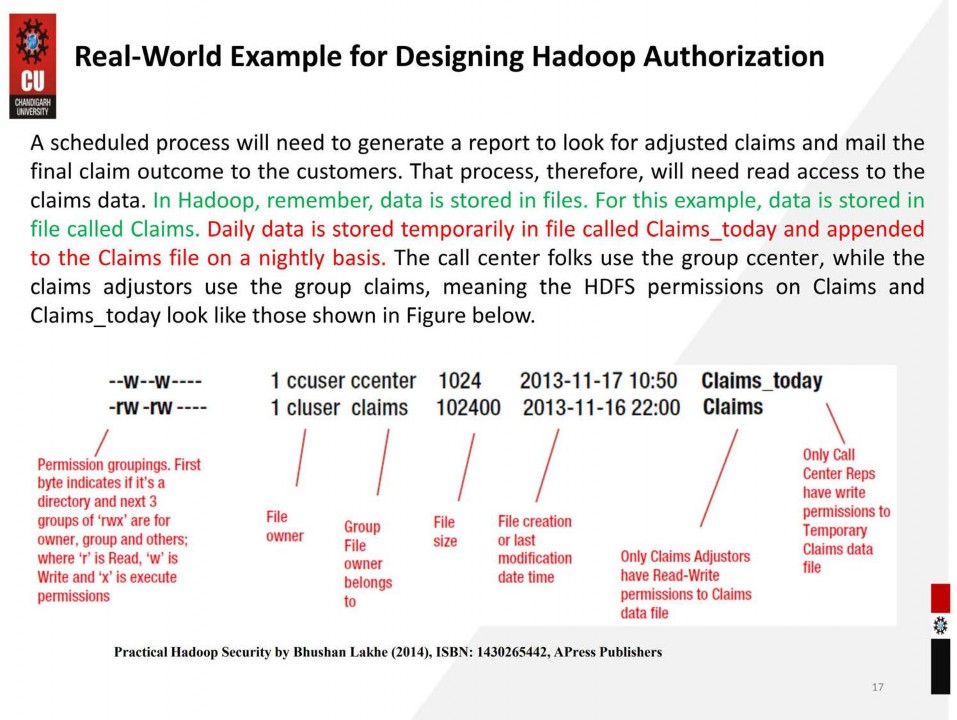 CU
CHANDIGARH
UNIVERSITY
Real-World Example for Designing Hadoop Authorization
A scheduled process will need to generate a report to look for adjusted claims and mail the
final claim outcome to the customers. That process, therefore, will need read access to the
claims data. In Hadoop, remember, data is stored in files. For this example, data is stored in
file called Claims. Daily data is stored temporarily in file called Claims_today and appended
to the Claims file on a nightly basis. The call center folks use the group ccenter, while the
claims adjustors use the group claims, meaning the HDFS permissions on Claims and
Claims_today look like those shown in Figure below.
--w--w---- 1 ccuser ccenter 1024 2013-11-17 10:50 Claims_today
-rw -rw ---- 1 cluser claims 102400 2013-11-16 22:00 Claims
Permission groupings. First
byte indicates if it's a
directory and next 3
groups of 'rwx' are for
owner, group and others;
where 'r' is Read, 'w' is
Write and 'x' is execute
permissions
File
owner
Group
File
owner
belongs
to
File
size
File creation
or last
modification
date time
Only Claims Adjustors
have Read-Write
permissions to Claims
data file
Only Call
Center Reps
have write
permissions to
Temporary
Claims data
file
Practical Hadoop Security by Bhushan Lakhe (2014), ISBN: 1430265442, APress Publishers
17